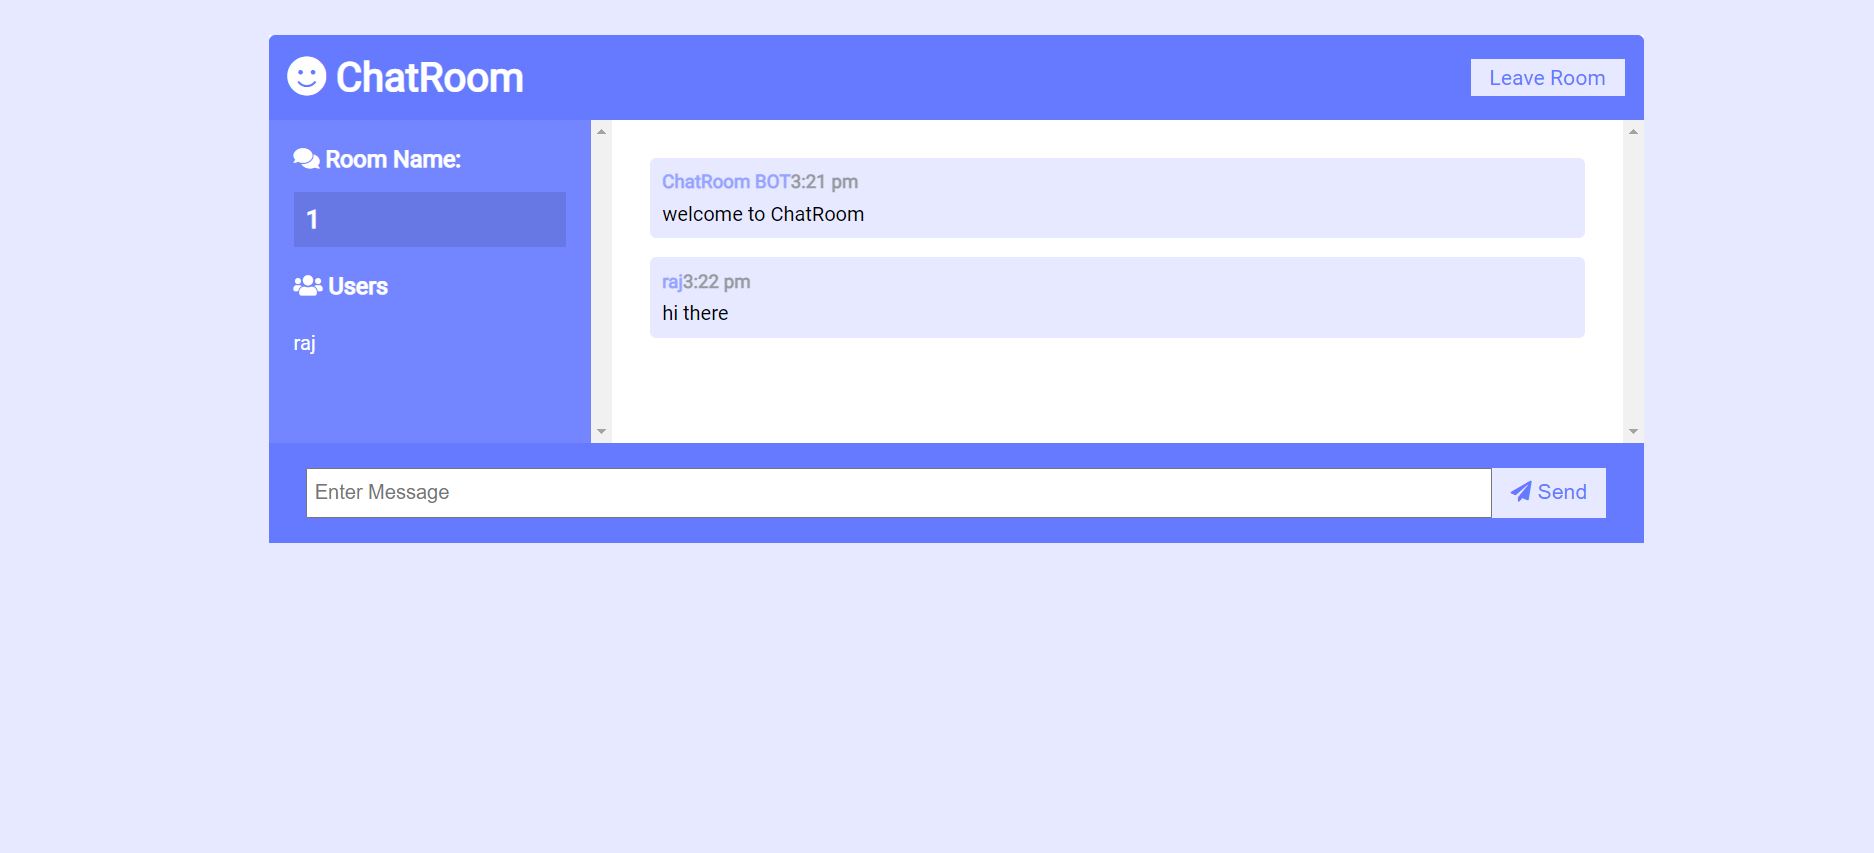 ChatRoom
Leave Room
Room Name:
1
Users
raj
ChatRoom BOT3:21 pm
welcome to ChatRoom
raj3:22 pm
hi there
Enter Message
Send